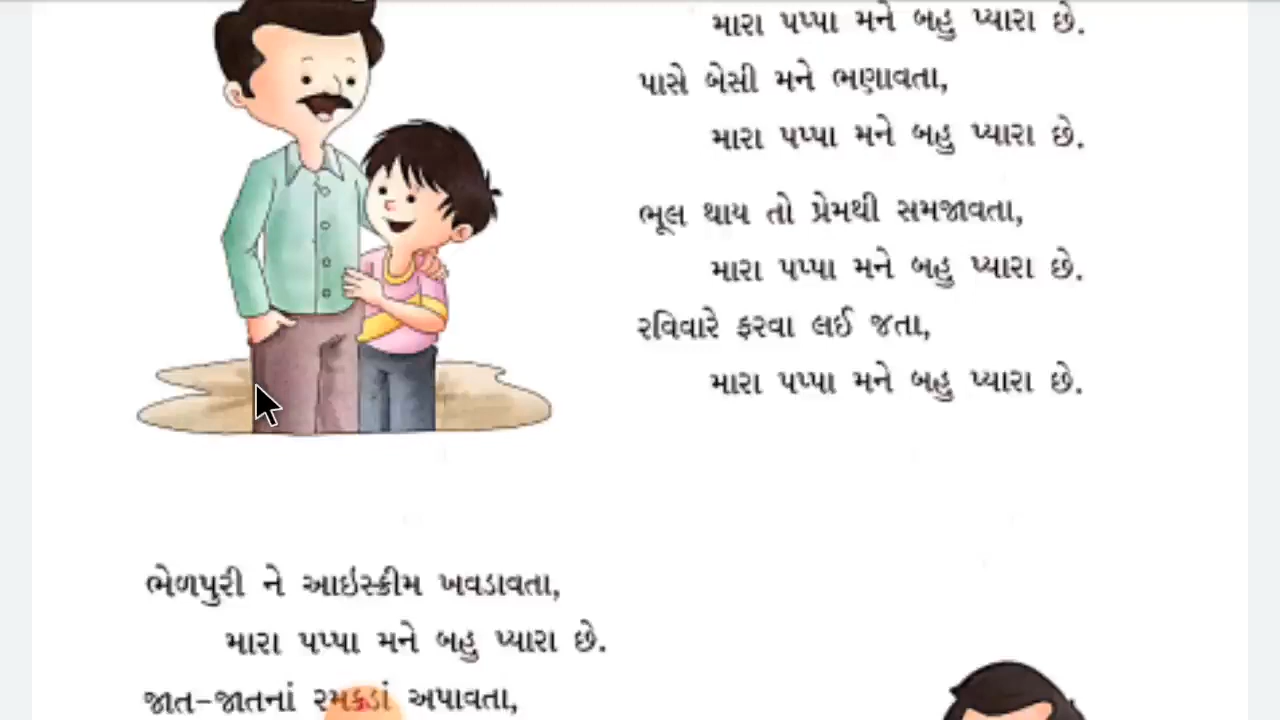 મારા પપ્પા મને બહુ પ્યારા છે.
પાસે બેસી મને ભણાવતા,
મારા પપ્પા મને બહુ પ્યારા છે.
ભૂલ થાય તો પ્રેમથી સમજાવતા,
મારા પપ્પા મને બહુ પ્યારા છે.
રવિવારે ફરવા લઈ જતા,
મારા પપ્પા મને બહુ પ્યારા છે.
ભેળપુરી ને આઇસ્ક્રીમ ખવડાવતા,
મારા પપ્પા મને બહુ પ્યારા છે.
જાત-જાતનાં રમકડાં અપાવતા,